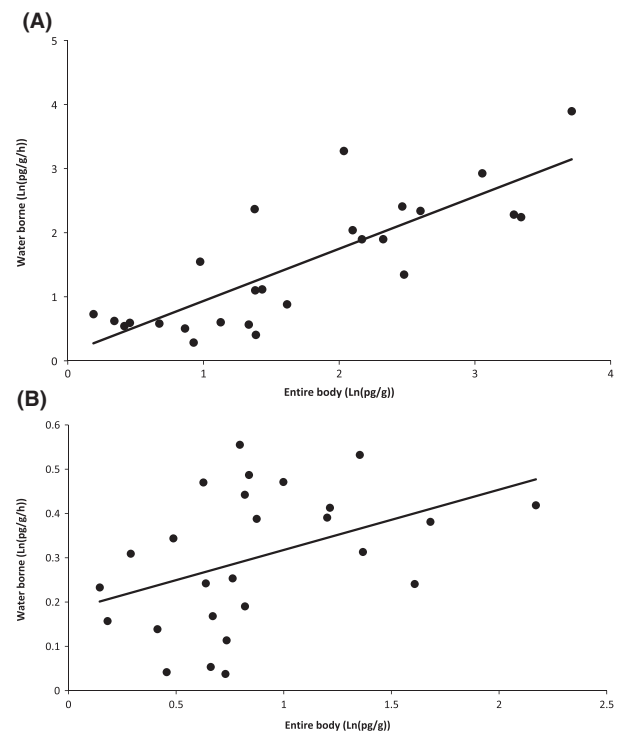 (A)
5
4
3
2
1
0
Water borne (Ln(pg/g/h))
0 1 2 3 4
Entire body (Ln(pg/g))
(B)
0.6
0.5
0.4
0.3
0.2
0.1
0
Water borne (Ln(pg/g/h))
0 0.5 1 1.5 2 2.5
Entire body (Ln(pg/g))